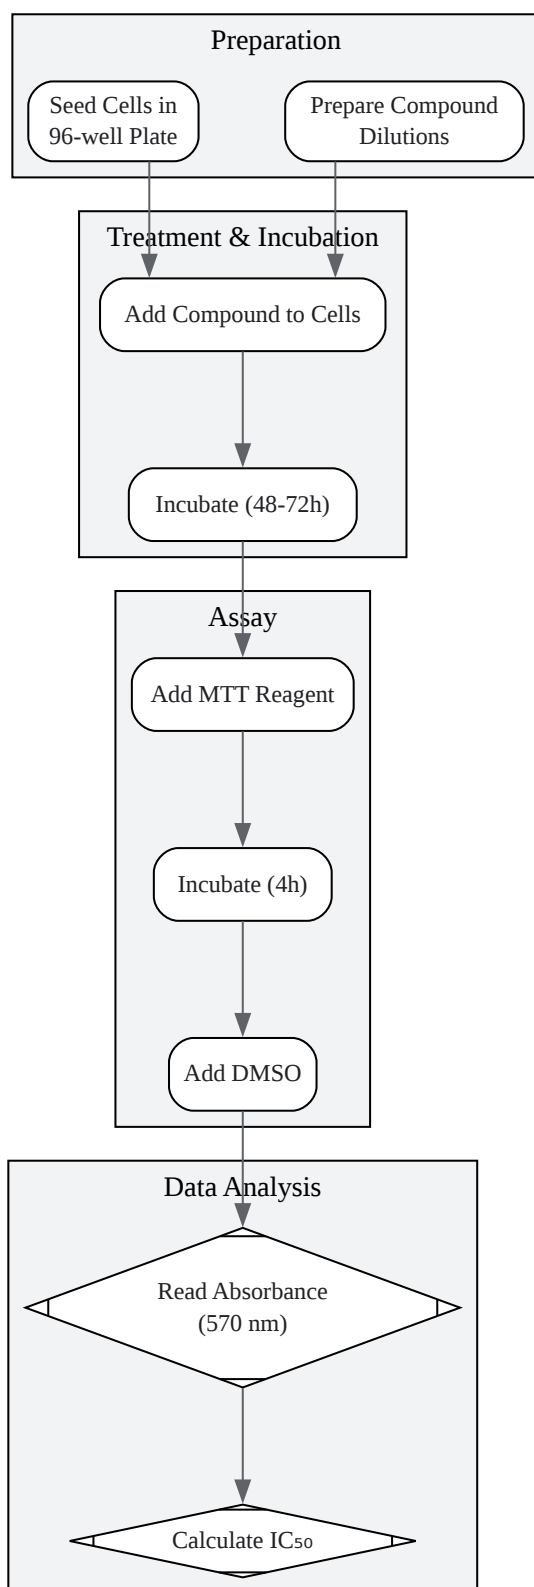 Preparation
Seed Cells in
96-well Plate
Prepare Compound
Dilutions
Treatment & Incubation
Add Compound to Cells
Incubate (48-72h)
Assay
Add MTT Reagent
Incubate (4h)
Add DMSO
Data Analysis
Read Absorbance
(570 nm)
Calculate IC₅₀